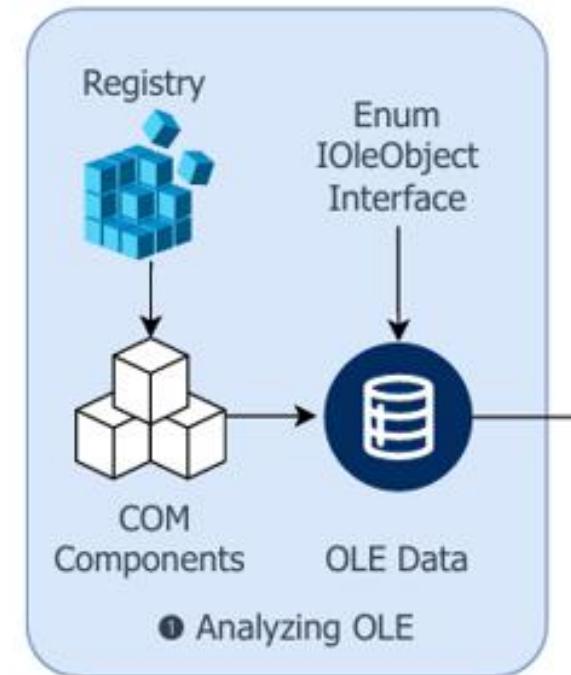 Registry
Enum
IOleObject
Interface
COM
Components
OLE Data
❶ Analyzing OLE